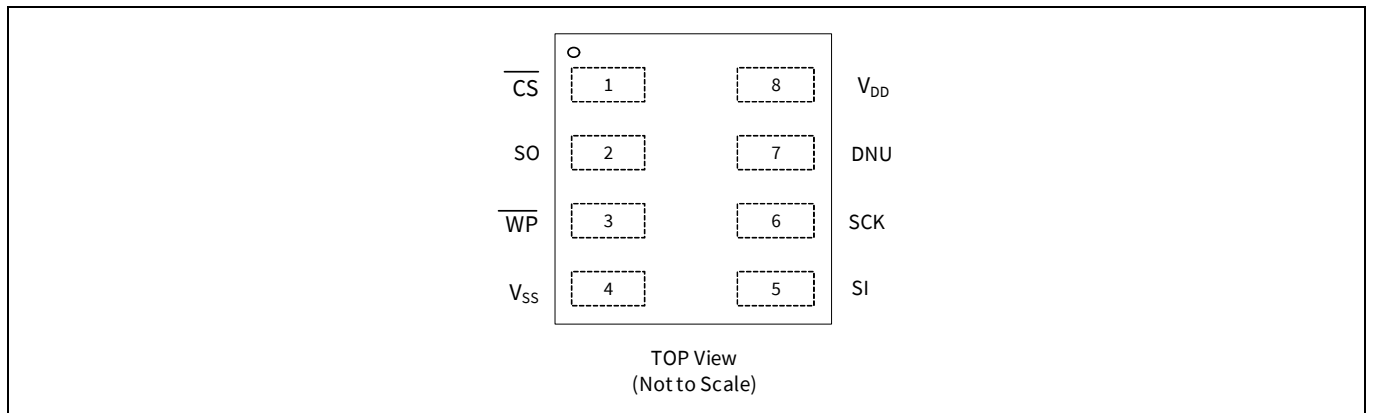 CS 1 8 VDD
SO 2 7 DNU
WP 3 6 SCK
VSS 4 5 SI
TOP View
(Not to Scale)